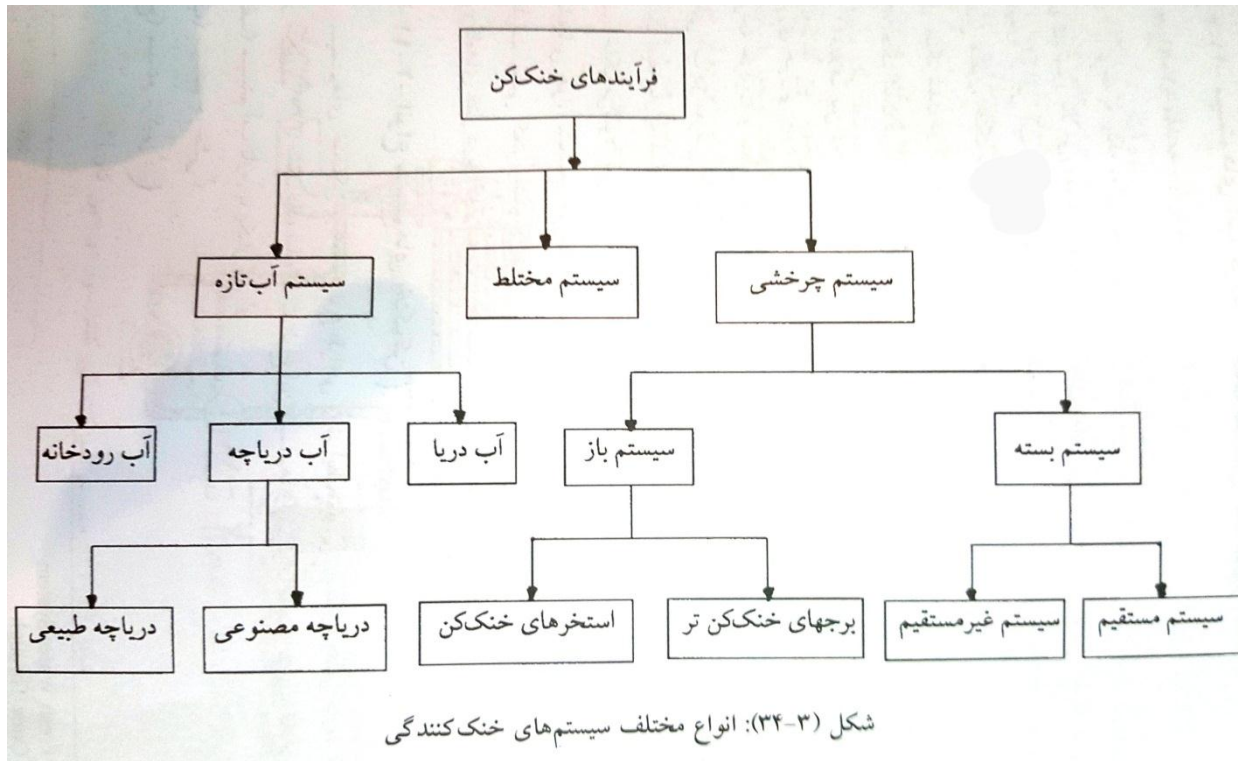 فرآیندهای خنک‌کن
سیستم چرخشی
سیستم مختلط
سیستم آب تازه
سیستم بسته
سیستم باز
آب دریا
آب دریاچه
آب رودخانه
سیستم مستقیم
سیستم غیرمستقیم
برجهای خنک‌کن تر
استخرهای خنک‌کن
دریاچه مصنوعی
دریاچه طبیعی
شکل (۳-۳۴): انواع مختلف سیستم‌های خنک‌کنندگی